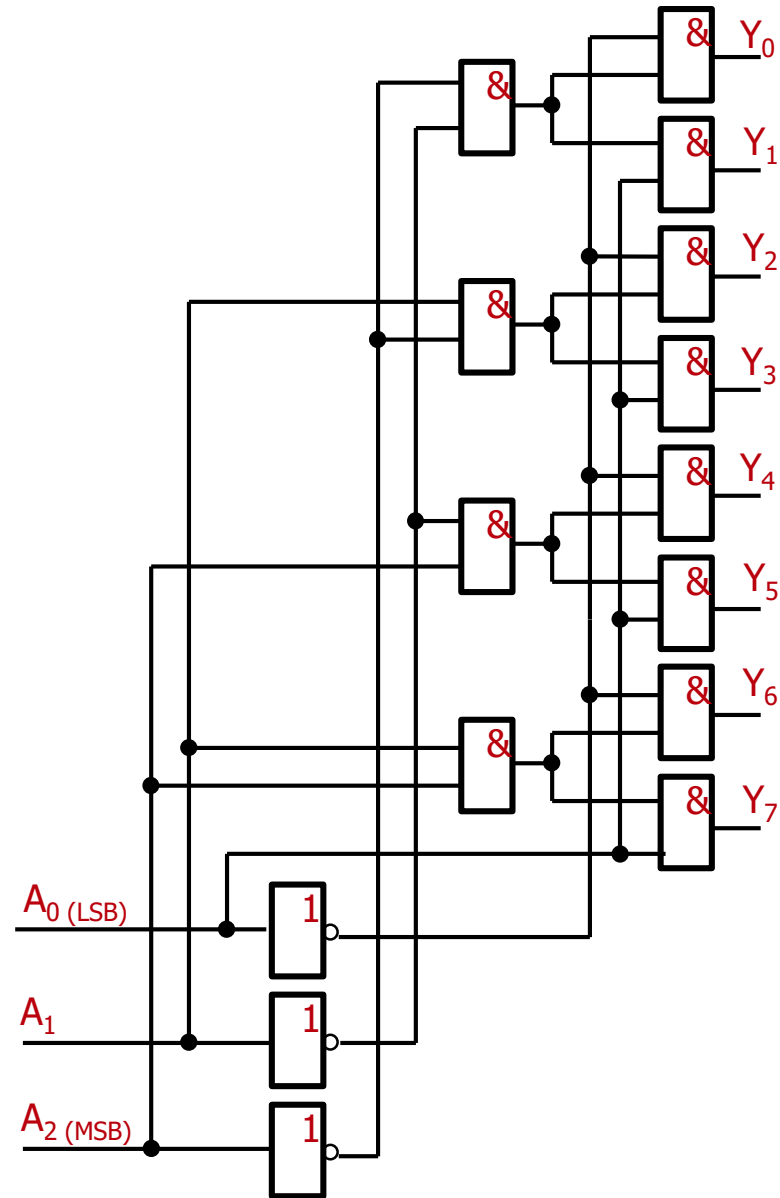 & Y₀
&
& Y₁
& Y₂
&
& Y₃
& Y₄
&
& Y₅
& Y₆
&
& Y₇
A₀ (LSB) 1
A₁ 1
A₂ (MSB) 1